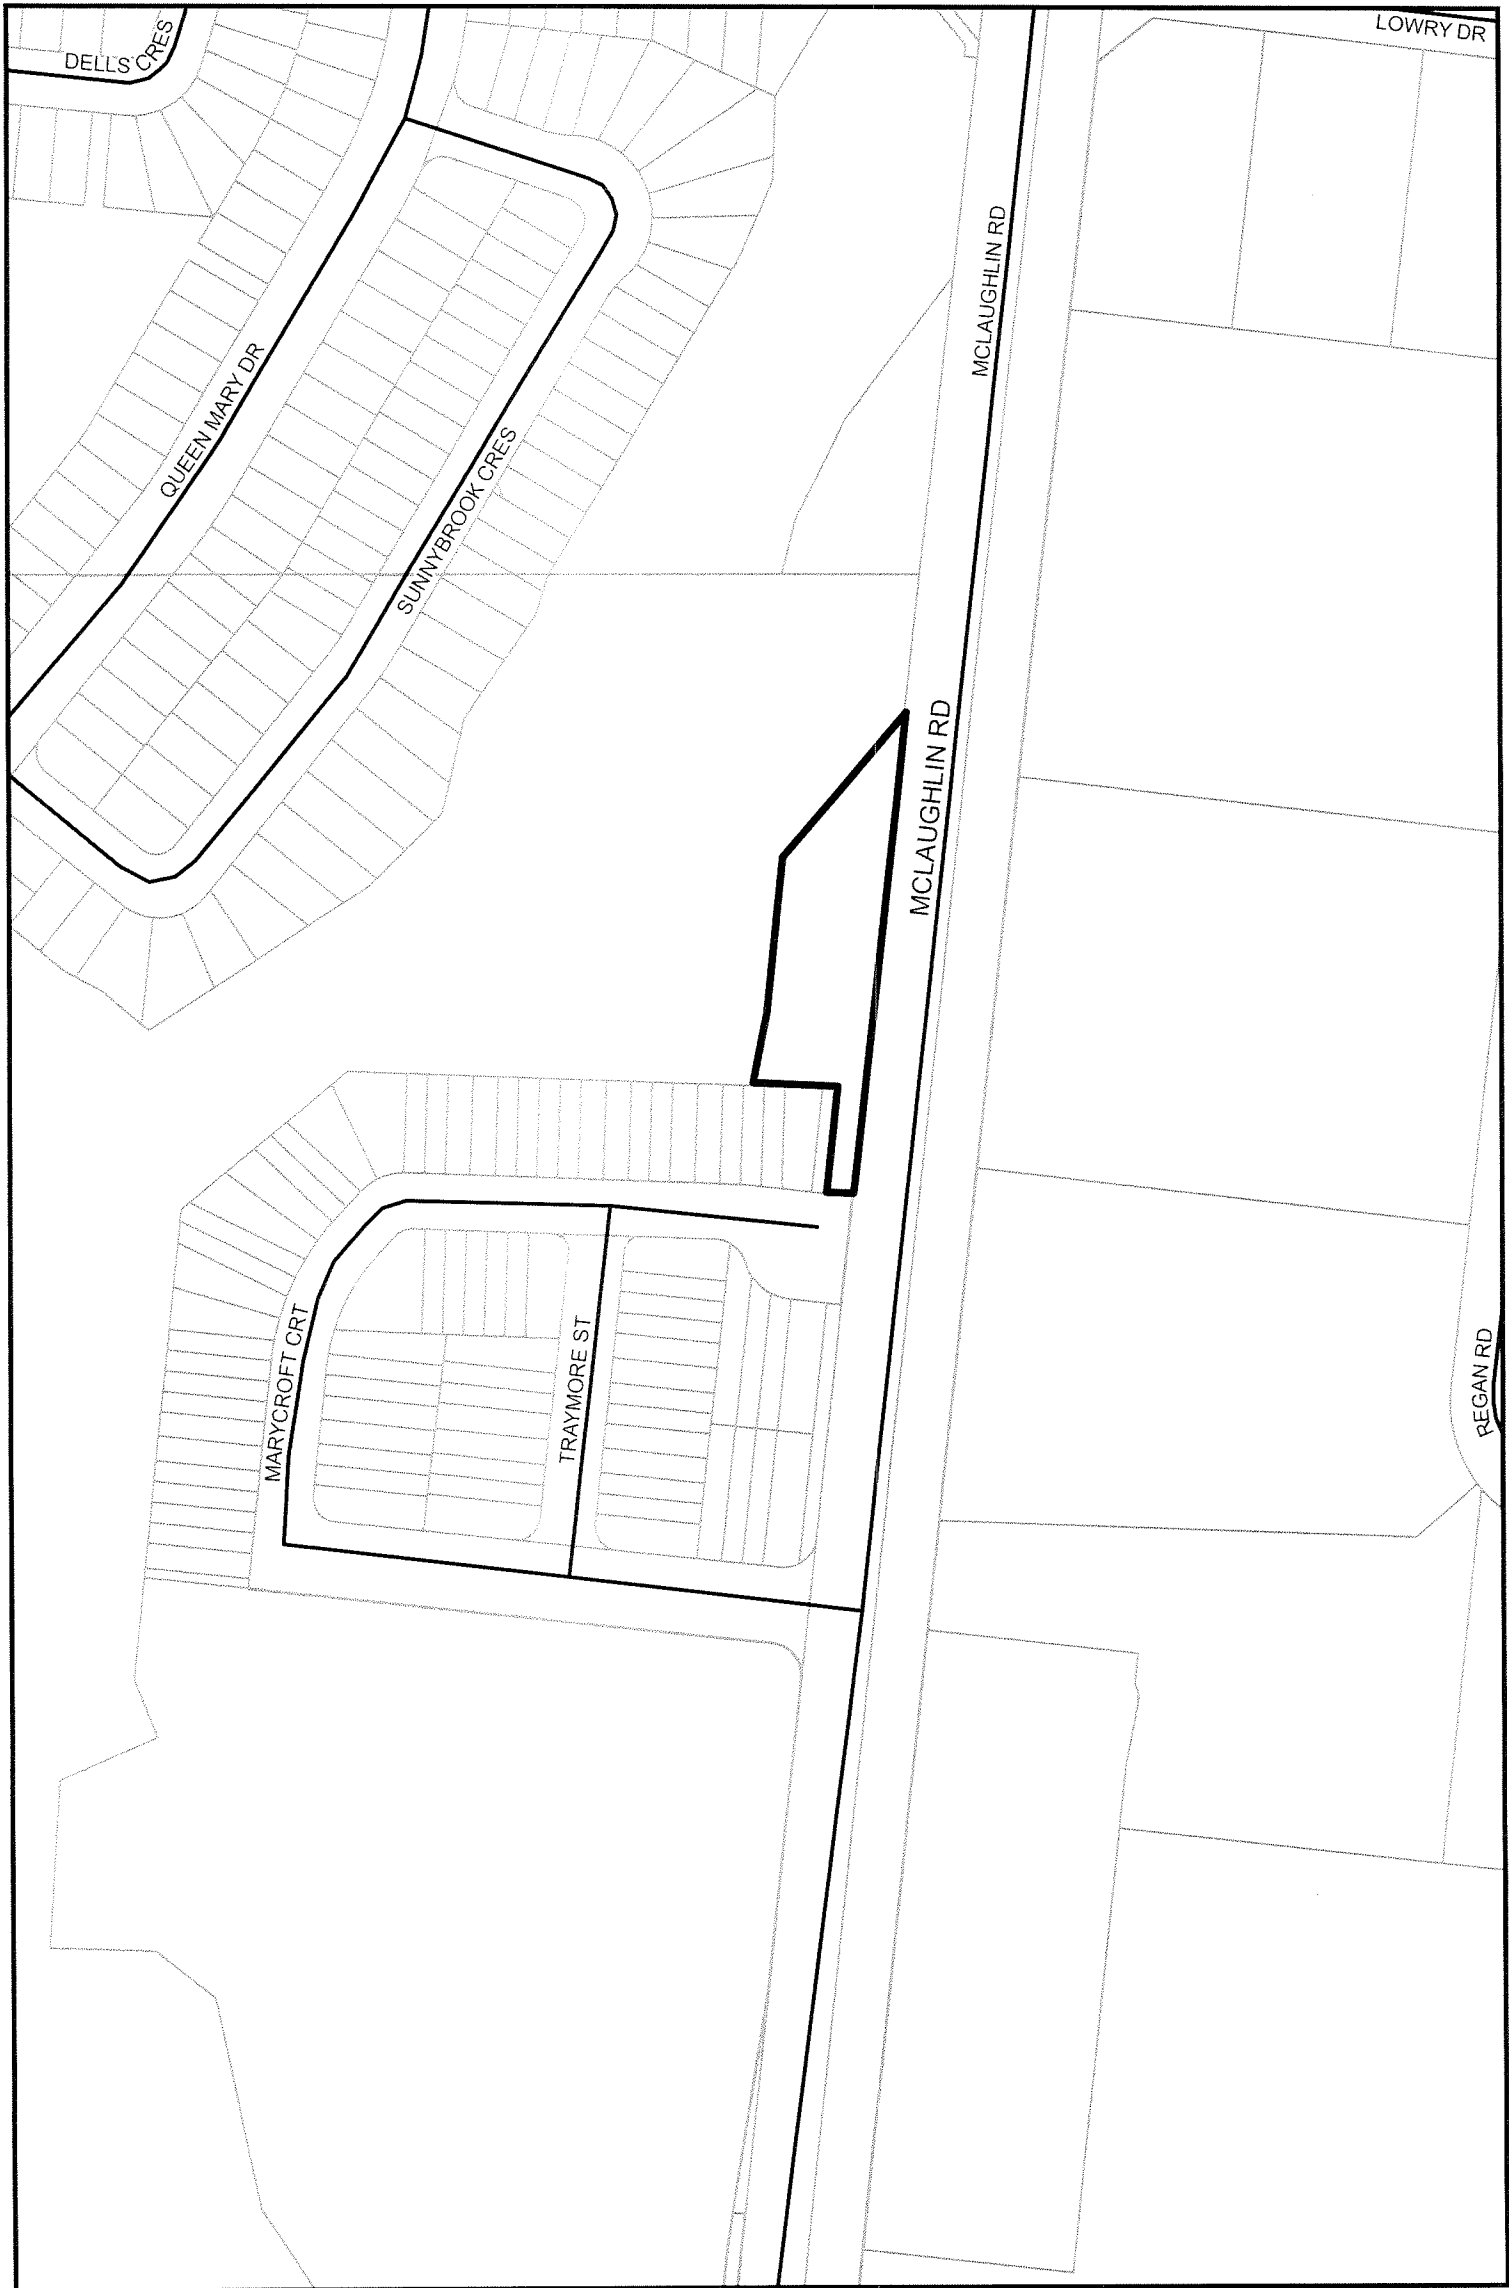 LOWRY DR
DELLS CRES
MCLAUGHLIN RD
QUEEN MARY DR
SUNNYBROOK CRES
MCLAUGHLIN RD
MARYCROFT CRT
TRAYMORE ST
REGAN RD